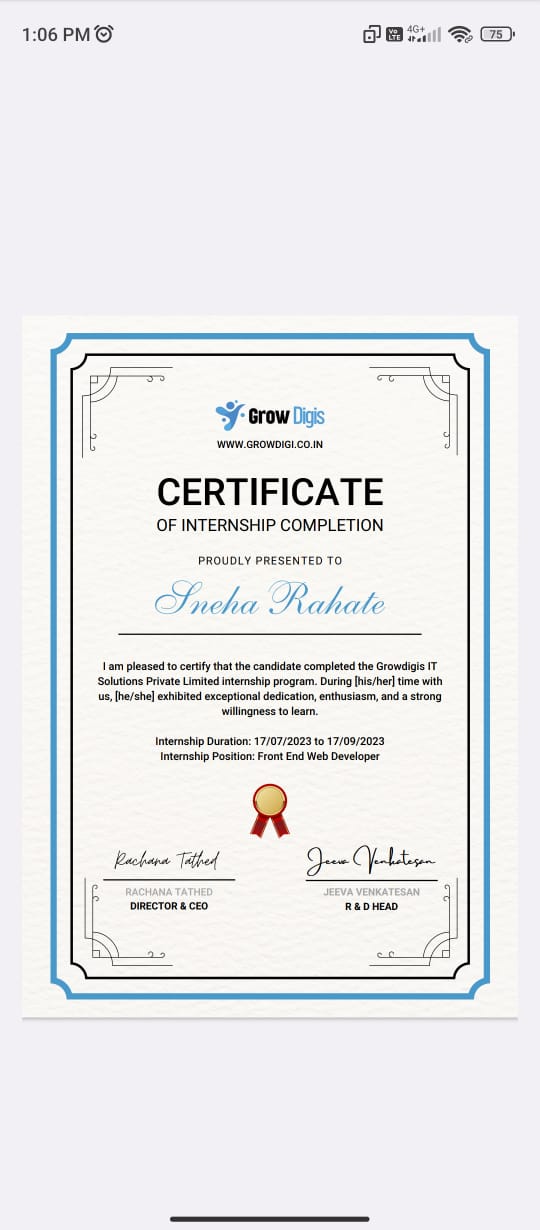 1:06 PM
Vo LTE 4G+ 75
Grow Digis
WWW.GROWDIGI.CO.IN
CERTIFICATE
OF INTERNSHIP COMPLETION
PROUDLY PRESENTED TO
Sneha Rahate
I am pleased to certify that the candidate completed the Growdigis IT
Solutions Private Limited internship program. During [his/her] time with
us, [he/she] exhibited exceptional dedication, enthusiasm, and a strong
willingness to learn.
Internship Duration: 17/07/2023 to 17/09/2023
Internship Position: Front End Web Developer
Rachana Tathed
Jeeva Venkatesan
RACHANA TATHED
JEEVA VENKATESAN
DIRECTOR & CEO
R & D HEAD